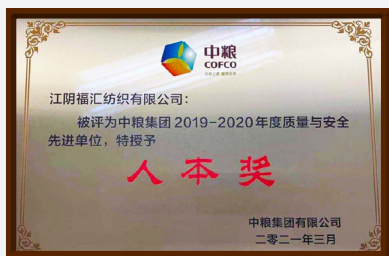 中粮
COFCO
江阴福汇纺织有限公司：
被评为中粮集团2019-2020年度质量与安全
先进单位，特授予
人本奖
中粮集团有限公司
二零二一年三月